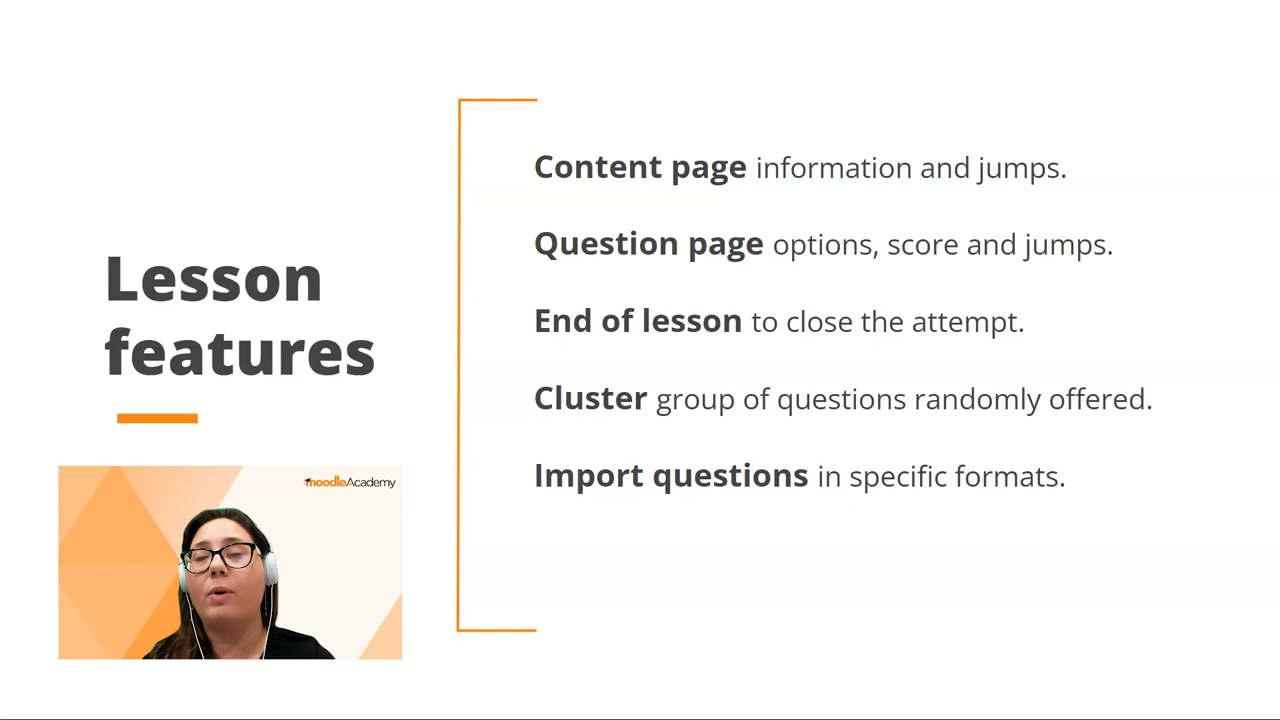 Lesson
features
moodleAcademy
Content page information and jumps.
Question page options, score and jumps.
End of lesson to close the attempt.
Cluster group of questions randomly offered.
Import questions in specific formats.